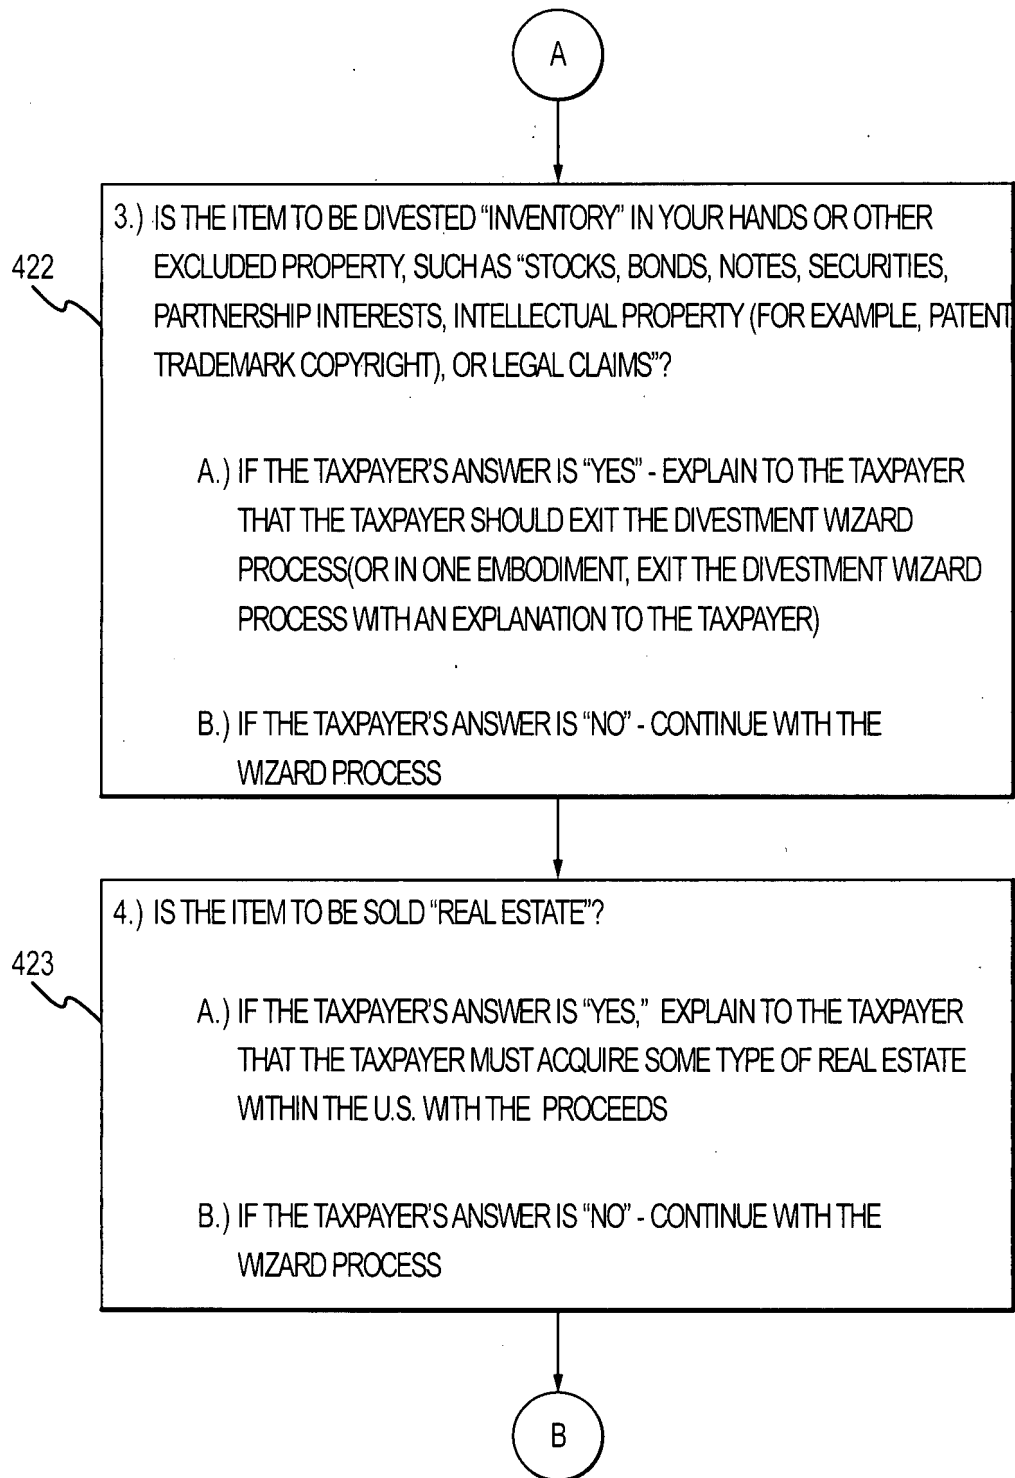 A
422
3.) IS THE ITEM TO BE DIVESTED “INVENTORY” IN YOUR HANDS OR OTHER
EXCLUDED PROPERTY, SUCH AS “STOCKS, BONDS, NOTES, SECURITIES,
PARTNERSHIP INTERESTS, INTELLECTUAL PROPERTY (FOR EXAMPLE, PATENT
TRADEMARK COPYRIGHT), OR LEGAL CLAIMS”?
A.) IF THE TAXPAYER'S ANSWER IS “YES” - EXPLAIN TO THE TAXPAYER
THAT THE TAXPAYER SHOULD EXIT THE DIVESTMENT WIZARD
PROCESS(OR IN ONE EMBODIMENT, EXIT THE DIVESTMENT WIZARD
PROCESS WITH AN EXPLANATION TO THE TAXPAYER)
B.) IF THE TAXPAYER'S ANSWER IS “NO” - CONTINUE WITH THE
WIZARD PROCESS
423
4.) IS THE ITEM TO BE SOLD “REAL ESTATE”?
A.) IF THE TAXPAYER'S ANSWER IS “YES,” EXPLAIN TO THE TAXPAYER
THAT THE TAXPAYER MUST ACQUIRE SOME TYPE OF REAL ESTATE
WITHIN THE U.S. WITH THE PROCEEDS
B.) IF THE TAXPAYER'S ANSWER IS “NO” - CONTINUE WITH THE
WIZARD PROCESS
B